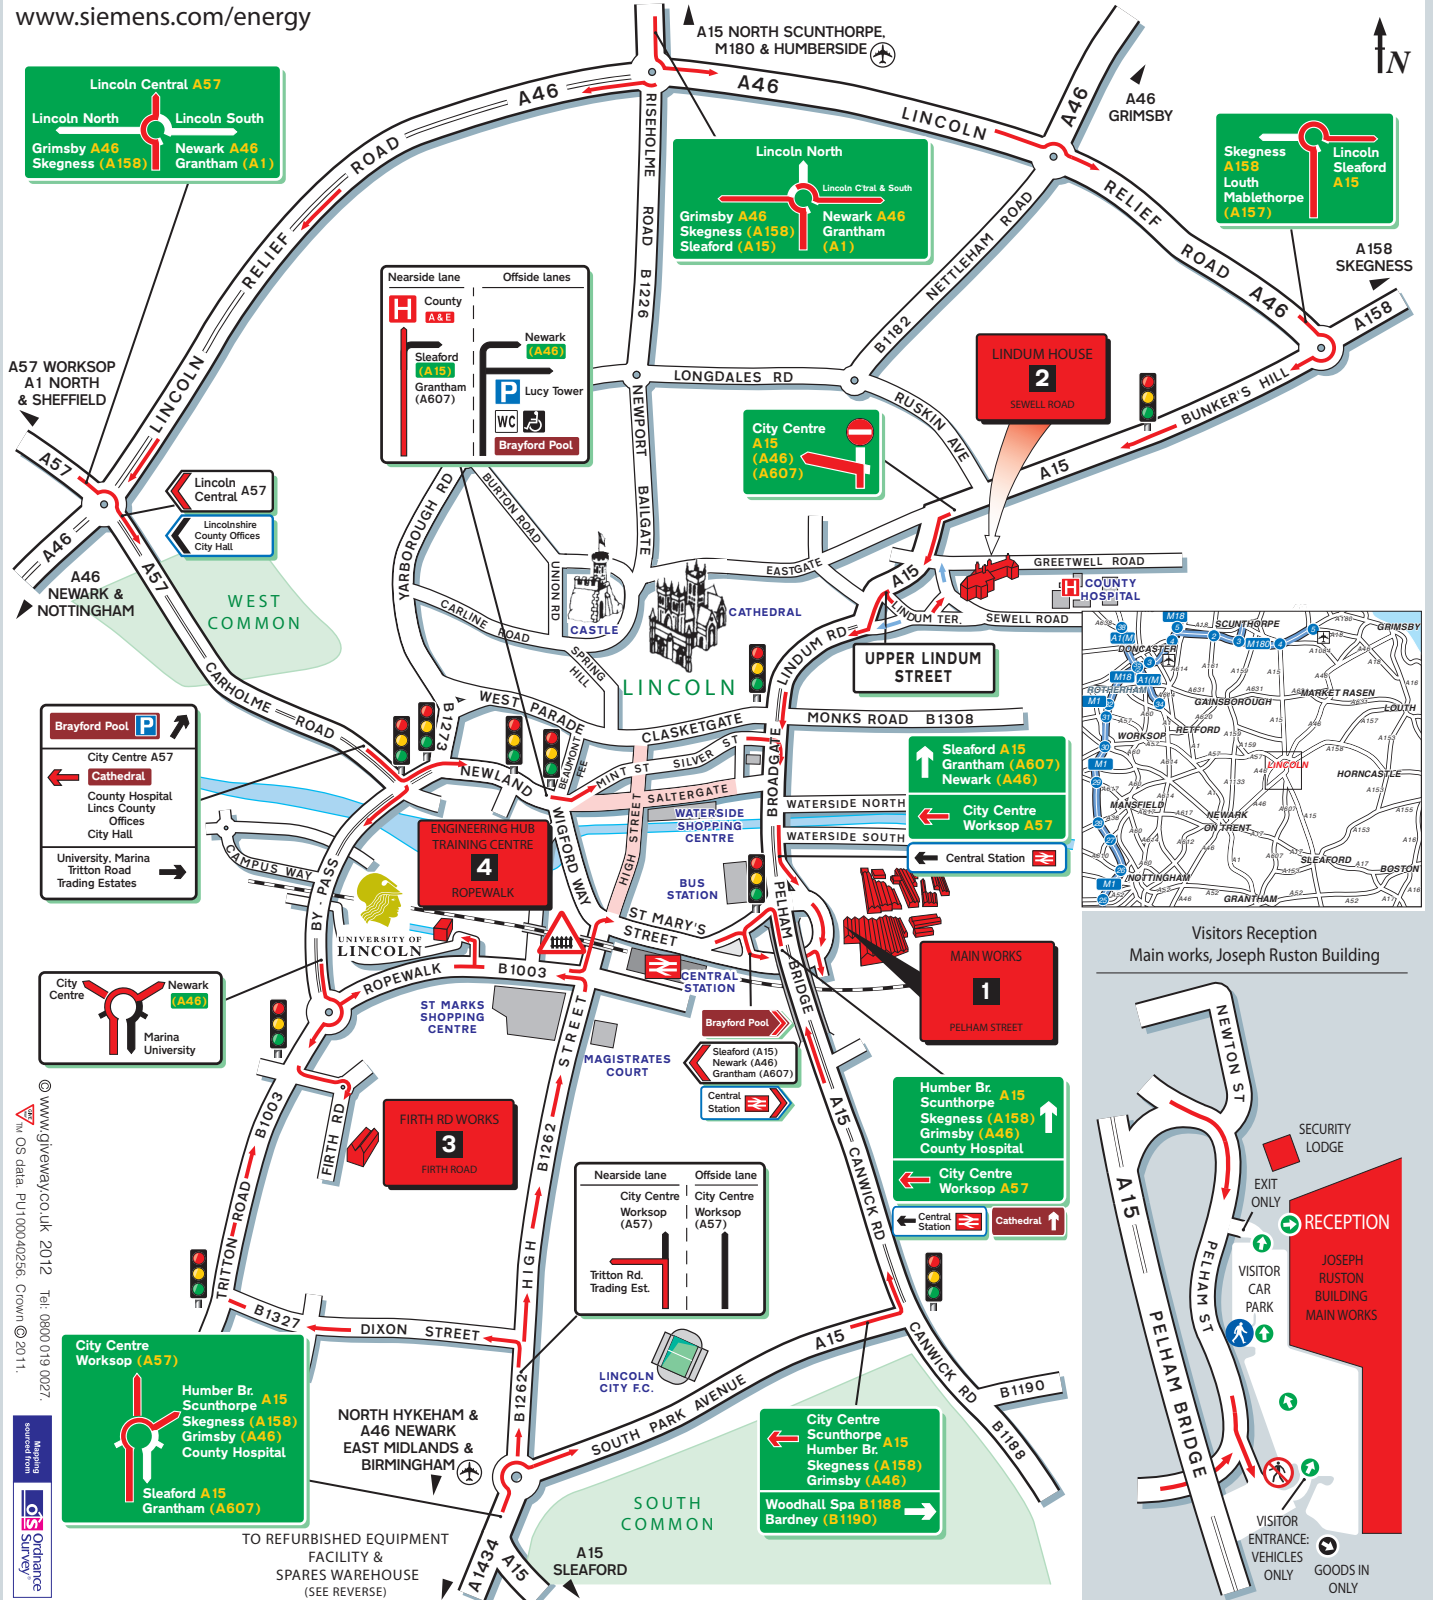 www.siemens.com/energy
A15 NORTH SCUNTHORPE,
M180 & HUMBERSIDE
N
A46
GRIMSBY
A46
Lincoln Central A57
Lincoln North
Lincoln South
Grimsby A46
Skegness (A158)
Newark A46
Grantham (A1)
A46
A46
LINCOLN
RELIEF
ROAD
A46
LINCOLN
RELIEF
ROAD
RISEHOLME
ROAD
B1226
Lincoln North
Lincoln C'tral & South
Grimsby A46
Skegness (A158)
Sleaford (A15)
Newark A46
Grantham
(A1)
Skegness
A158
Louth
Mablethorpe
(A157)
Lincoln
Sleaford
A15
A158
SKEGNESS
A158
B1182
NETTLEHAM ROAD
Nearside lane
Offside lanes
H
County
A & E
Sleaford
(A15)
Grantham
(A607)
Newark
(A46)
P
Lucy Tower
WC
Brayford Pool
LONGDALES RD
RUSKIN AVE
NEWPORT
BAILGATE
LINDUM HOUSE
2
SEWELL ROAD
BUNKER'S HILL
A15
City Centre
A15
(A46)
(A607)
A57 WORKSOP
A1 NORTH
& SHEFFIELD
A57
A46
A46
NEWARK &
NOTTINGHAM
Lincoln
Central A57
Lincolnshire
County Offices
City Hall
A57
WEST
COMMON
CARHOLME ROAD
YARBOROUGH RD
BURTON ROAD
UNION RD
CARLINE ROAD
SPRING
HILL
CASTLE
CATHEDRAL
EASTGATE
A15
GREETWELL ROAD
H
COUNTY
HOSPITAL
LINDUM TER.
SEWELL ROAD
LINDUM RD
UPPER LINDUM
STREET
LINCOLN
B1273
WEST PARADE
NEWLAND
BEAUMONT
FEE
MINT ST
SILVER ST
CLASKETGATE
MONKS ROAD B1308
SALTERGATE
HIGH STREET
BROADGATE
WATERSIDE NORTH
WATERSIDE SOUTH
WATERSIDE
SHOPPING
CENTRE
Brayford Pool
P
City Centre A57
Cathedral
County Hospital
Lincs County
Offices
City Hall
University, Marina
Tritton Road
Trading Estates
Sleaford A15
Grantham (A607)
Newark (A46)
City Centre
Worksop A57
Central Station
ENGINEERING HUB
TRAINING CENTRE
4
ROPEWALK
WIGFORD WAY
CAMPUS WAY
BY - PASS
UNIVERSITY OF
LINCOLN
BUS
STATION
ST MARY'S
STREET
CENTRAL
STATION
PELHAM
BRIDGE
MAIN WORKS
1
PELHAM STREET
City
Centre
Newark
(A46)
Marina
University
ROPEWALK
B1003
ST MARKS
SHOPPING
CENTRE
MAGISTRATES
COURT
Brayford Pool
Sleaford (A15)
Newark (A46)
Grantham (A607)
Central
Station
Humber Br.
Scunthorpe
A15
Skegness (A158)
Grimsby (A46)
County Hospital
City Centre
Worksop A57
Central
Station
Cathedral
FIRTH RD
FIRTH RD WORKS
3
FIRTH ROAD
B1003
TRITTON ROAD
HIGH
B1262
STREET
A15
CANWICK RD
Nearside lane
Offside lane
City Centre
Worksop
(A57)
City Centre
Worksop
(A57)
Tritton Rd.
Trading Est.
B1327
DIXON STREET
B1262
LINCOLN
CITY F.C.
A15
SOUTH PARK AVENUE
CANWICK RD
B1190
B1188
City Centre
Worksop (A57)
Humber Br.
Scunthorpe
A15
Skegness (A158)
Grimsby (A46)
County Hospital
Sleaford A15
Grantham (A607)
NORTH HYKEHAM &
A46 NEWARK
EAST MIDLANDS &
BIRMINGHAM
SOUTH
COMMON
City Centre
Scunthorpe
Humber Br.
A15
Skegness (A158)
Grimsby (A46)
Woodhall Spa B1188
Bardney (B1190)
TO REFURBISHED EQUIPMENT
FACILITY &
SPARES WAREHOUSE
(SEE REVERSE)
A1434
A15
A15
SLEAFORD
© www.giveway.co.uk 2012 Tel: 0800 019 0027.
TM OS data. PU100040256. Crown © 2011.
Mapping
sourced from
OS
Ordnance
Survey
SCUNTHORPE
GRIMSBY
DONCASTER
ROTHERHAM
GAINSBOROUGH
MARKET RASEN
LOUTH
WORKSOP
RETFORD
LINCOLN
HORNCASTLE
MANSFIELD
NEWARK
ON TRENT
SLEAFORD
BOSTON
NOTTINGHAM
GRANTHAM
M18
A1(M)
M180
M18
A1(M)
M1
M1
M1
Visitors Reception
Main works, Joseph Ruston Building
NEWTON ST
A15
SECURITY
LODGE
EXIT
ONLY
RECEPTION
JOSEPH
RUSTON
BUILDING
MAIN WORKS
VISITOR
CAR
PARK
PELHAM ST
PELHAM BRIDGE
VISITOR
ENTRANCE:
VEHICLES
ONLY
GOODS IN
ONLY